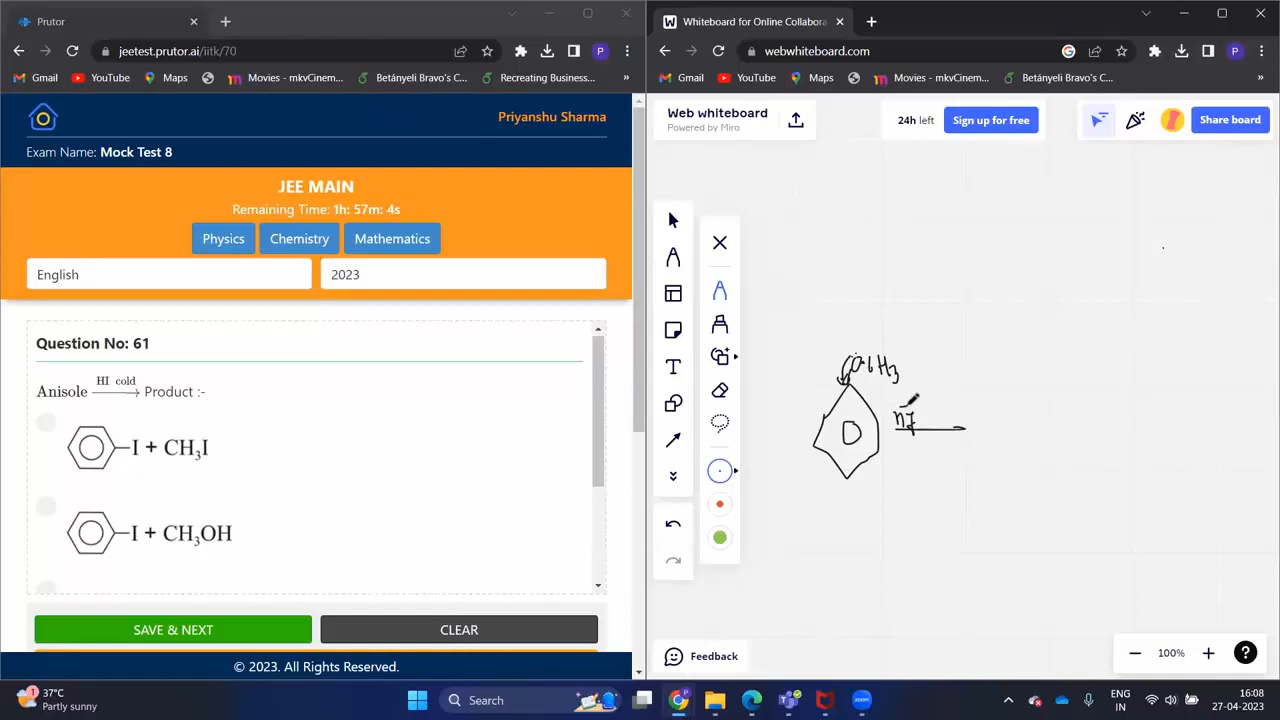 Prutor
jeetest.prutor.ai/iitk/70
P
Gmail
YouTube
Maps
Movies - mkvCinem...
Betányeli Bravo's C...
Recreating Business...
»
Priyanshu Sharma
Exam Name: Mock Test 8
JEE MAIN
Remaining Time: 1h: 57m: 4s
Physics
Chemistry
Mathematics
English
2023
Question No: 61
Anisole HI cold → Product :-
I + CH₃I
I + CH₃OH
SAVE & NEXT
CLEAR
© 2023. All Rights Reserved.
Whiteboard for Online Collabora
webwhiteboard.com
P
Gmail
YouTube
Maps
Movies - mkvCinem...
Betányeli Bravo's C...
»
Web whiteboard
Powered by Miro
24h left
Sign up for free
Share board
Feedback
100%
37°C
Partly sunny
1
Search
zoom
ENG
IN
16:08
27-04-2023